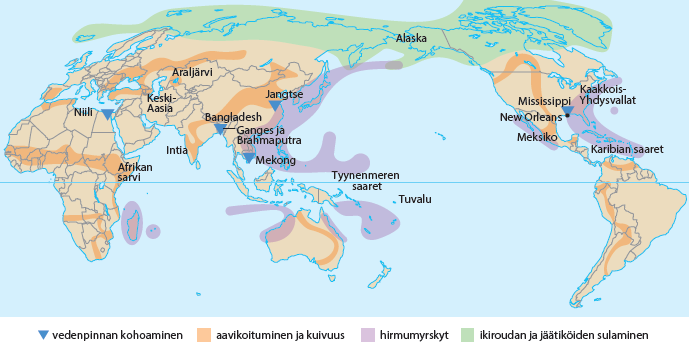 Alaska
Araljärvi
Kaakkois-
Yhdysvallat
Keski-
Aasia
Jangtse
Mississippi
Niili
Bangladesh
New Orleans
Ganges ja
Brahmaputra
Meksiko
Intia
Karibian saaret
Mekong
Afrikan
sarvi
Tyynenmeren
saaret
Tuvalu
vedenpinnan kohoaminen
aavikoituminen ja kuivuus
hirmumyrskyt
ikiroudan ja jäätiköiden sulaminen